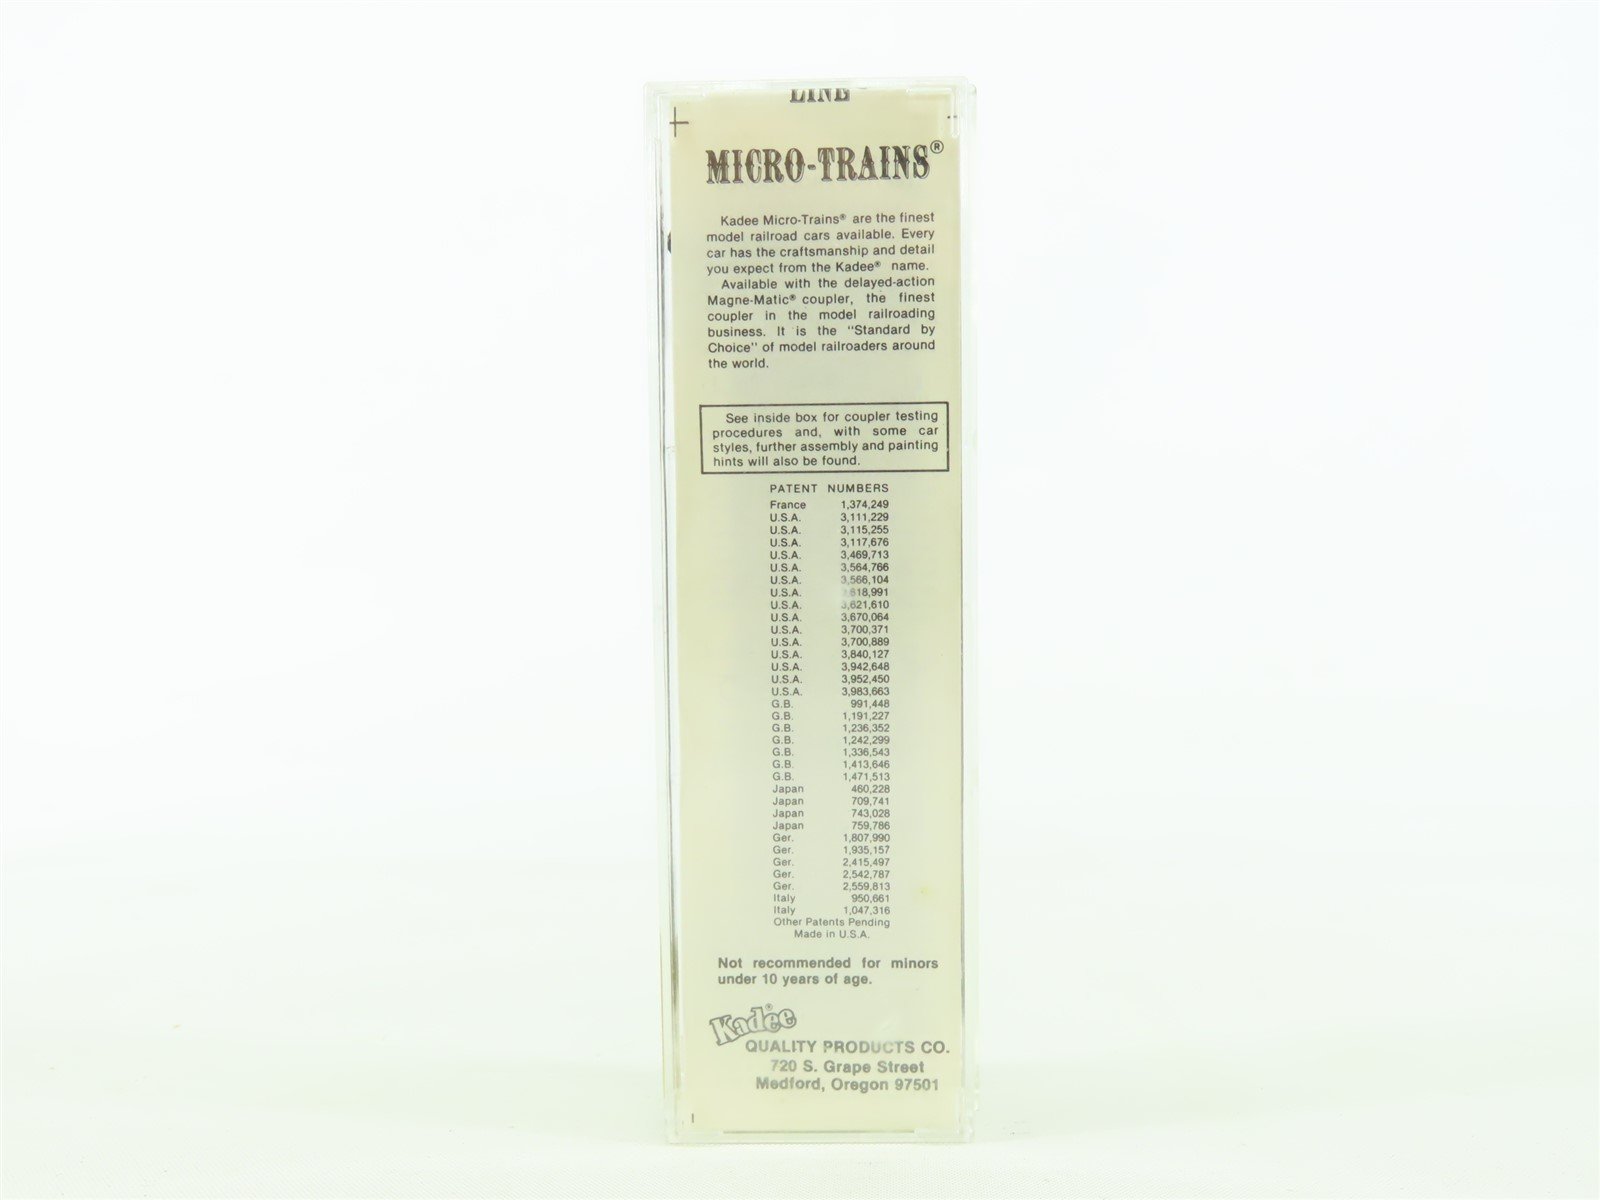 LINE
MICRO-TRAINS®
Kadee Micro-Trains® are the finest
model railroad cars available. Every
car has the craftsmanship and detail
you expect from the Kadee® name.
Available with the delayed-action
Magne-Matic® coupler, the finest
coupler in the model railroading
business. It is the "Standard by
Choice" of model railroaders around
the world.
See inside box for coupler testing
procedures and, with some car
styles, further assembly and painting
hints will also be found.
PATENT NUMBERS
France 1,374,249
U.S.A. 3,111,229
U.S.A. 3,115,255
U.S.A. 3,117,676
U.S.A. 3,469,713
U.S.A. 3,564,766
U.S.A. 3,566,104
U.S.A. 818,991
U.S.A. 3,621,610
U.S.A. 3,670,064
U.S.A. 3,700,371
U.S.A. 3,700,889
U.S.A. 3,840,127
U.S.A. 3,942,648
U.S.A. 3,952,450
U.S.A. 3,983,663
G.B. 991,448
G.B. 1,191,227
G.B. 1,236,352
G.B. 1,242,299
G.B. 1,336,543
G.B. 1,413,646
G.B. 1,471,513
Japan 460,228
Japan 709,741
Japan 743,028
Japan 759,786
Ger. 1,807,990
Ger. 1,935,157
Ger. 2,415,497
Ger. 2,542,787
Ger. 2,559,813
Italy 950,661
Italy 1,047,316
Other Patents Pending
Made in U.S.A.
Not recommended for minors
under 10 years of age.
Kadee®
QUALITY PRODUCTS CO.
720 S. Grape Street
Medford, Oregon 97501